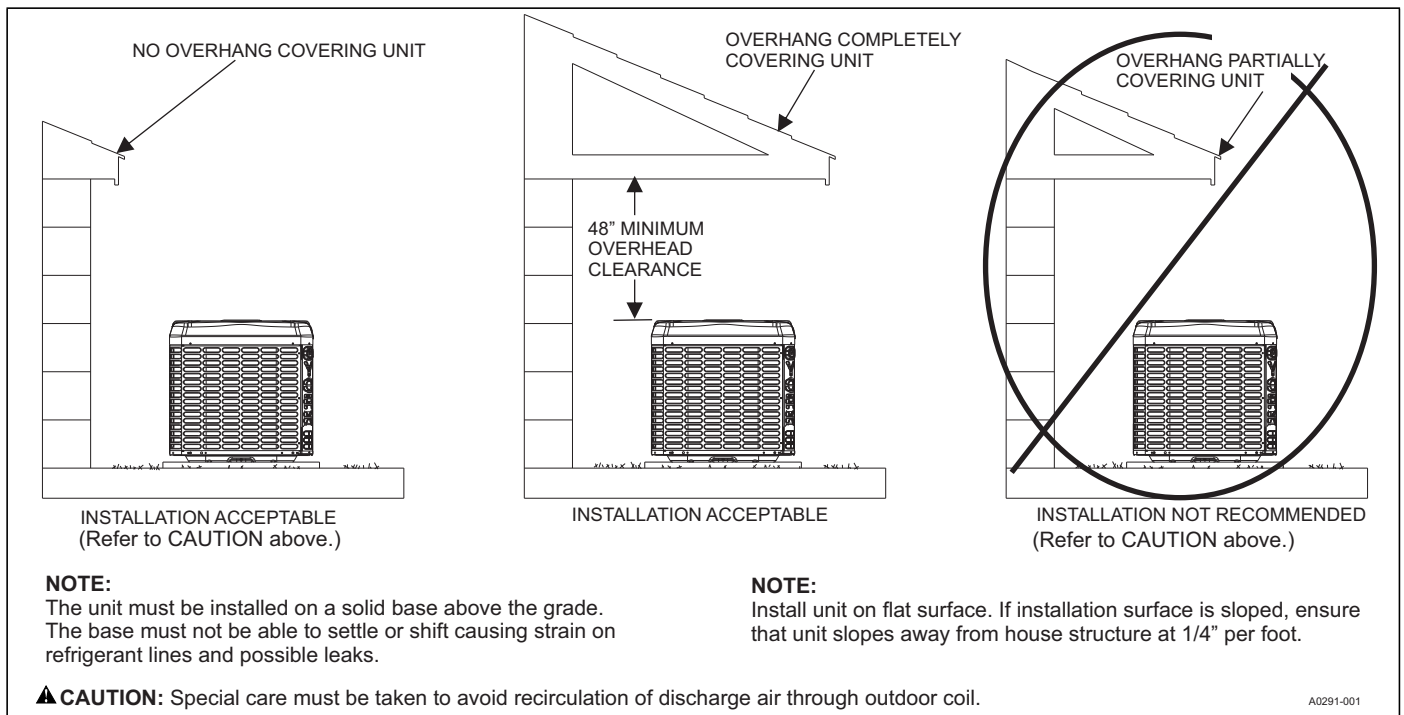 NO OVERHANG COVERING UNIT
OVERHANG COMPLETELY
COVERING UNIT
OVERHANG PARTIALLY
COVERING UNIT
48” MINIMUM
OVERHEAD
CLEARANCE
INSTALLATION ACCEPTABLE
(Refer to CAUTION above.)
INSTALLATION ACCEPTABLE
INSTALLATION NOT RECOMMENDED
(Refer to CAUTION above.)
NOTE:
The unit must be installed on a solid base above the grade.
The base must not be able to settle or shift causing strain on
refrigerant lines and possible leaks.
NOTE:
Install unit on flat surface. If installation surface is sloped, ensure
that unit slopes away from house structure at 1/4” per foot.
CAUTION: Special care must be taken to avoid recirculation of discharge air through outdoor coil.
A0291-001